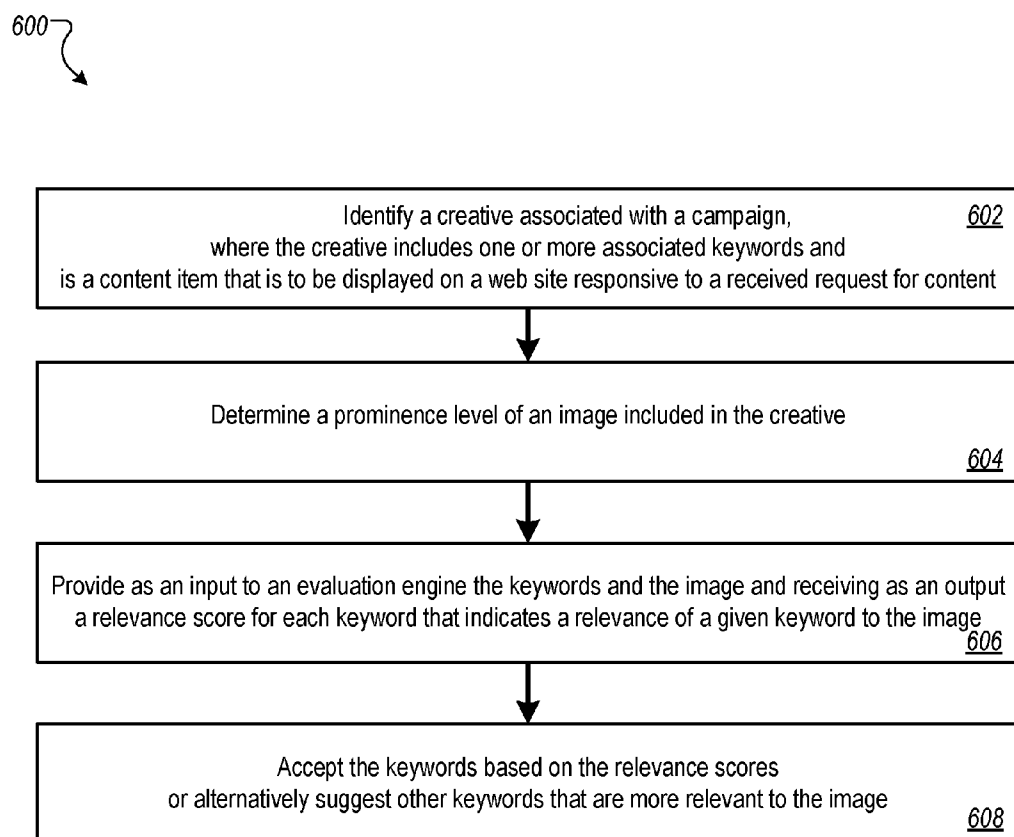 600
Identify a creative associated with a campaign,
602
where the creative includes one or more associated keywords and
is a content item that is to be displayed on a web site responsive to a received request for content
Determine a prominence level of an image included in the creative
604
Provide as an input to an evaluation engine the keywords and the image and receiving as an output
a relevance score for each keyword that indicates a relevance of a given keyword to the image
606
Accept the keywords based on the relevance scores
or alternatively suggest other keywords that are more relevant to the image
608